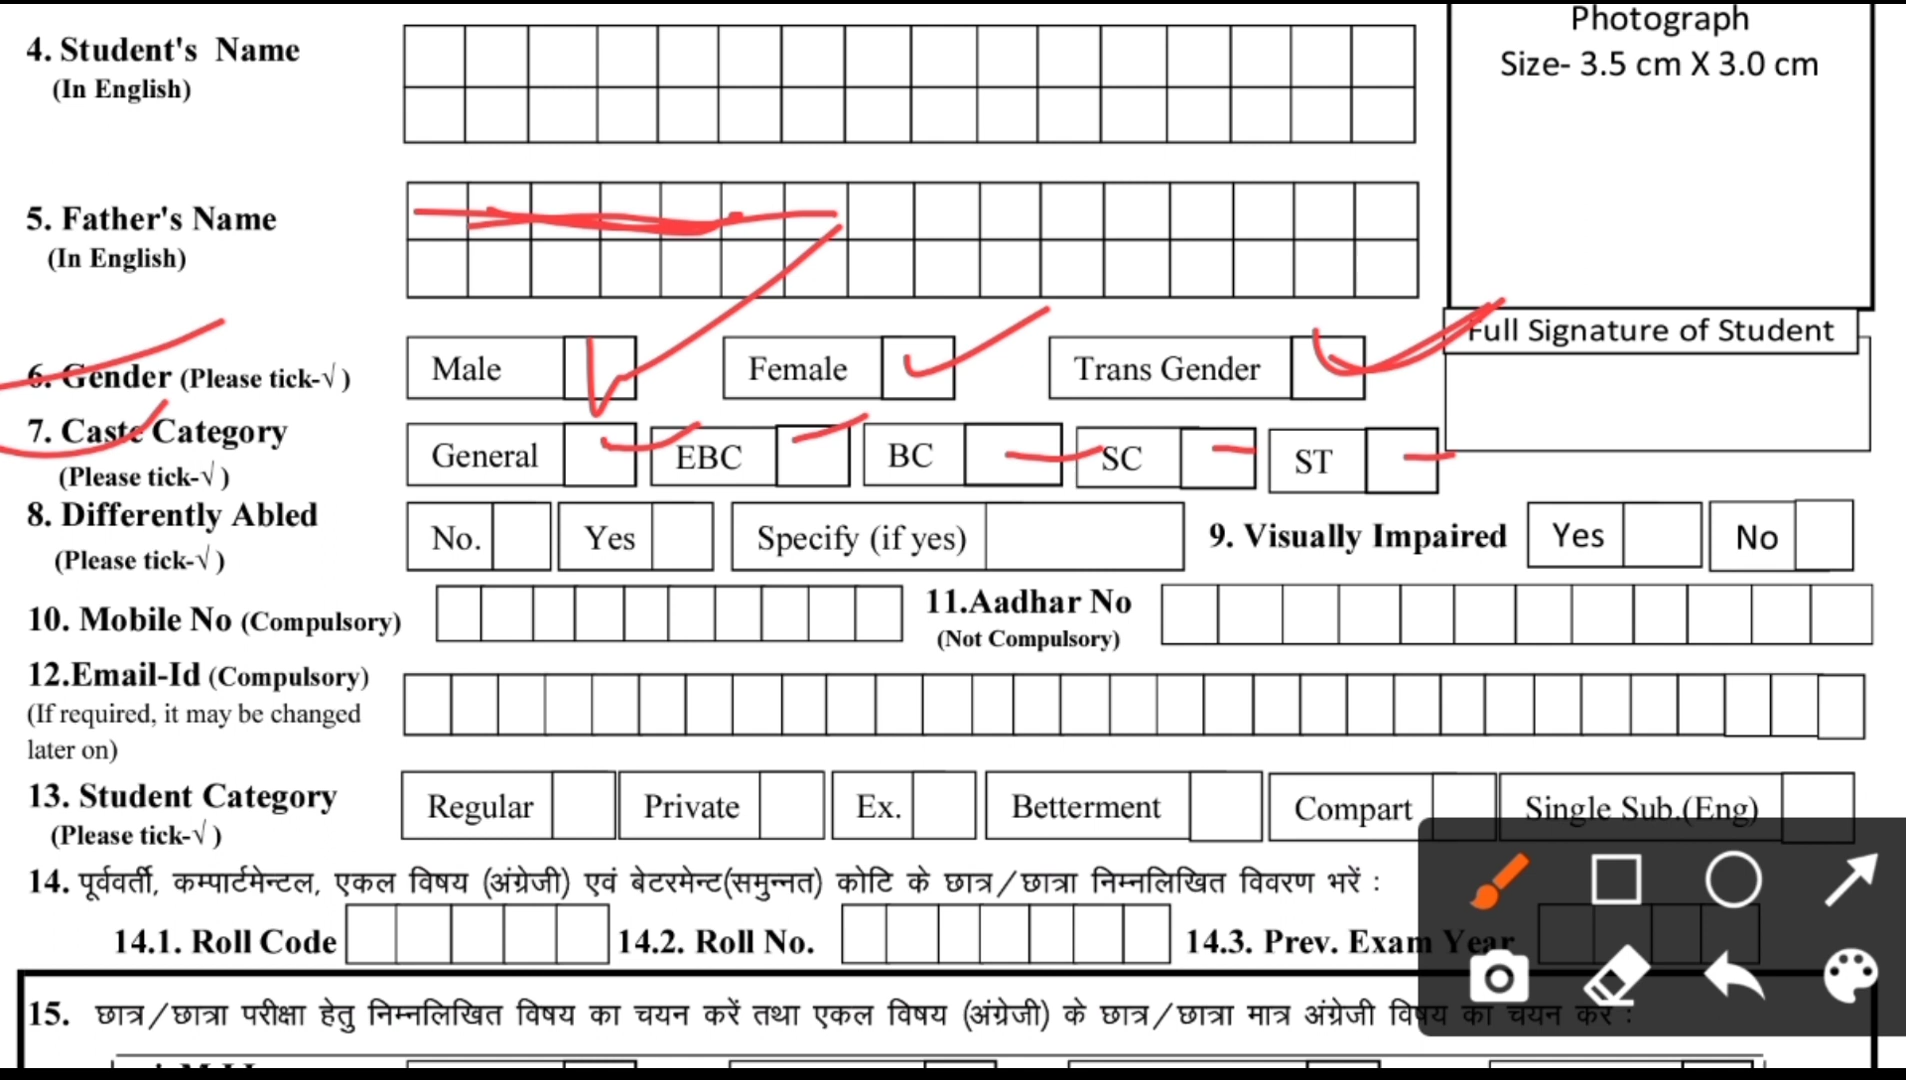 Photograph
Size- 3.5 cm X 3.0 cm
4. Student's Name
(In English)
5. Father's Name
(In English)
Full Signature of Student
6. Gender (Please tick-√ ) Male Female Trans Gender
7. Caste Category General EBC BC SC ST
(Please tick-√ )
8. Differently Abled No. Yes Specify (if yes) 9. Visually Impaired Yes No
(Please tick-√ )
10. Mobile No (Compulsory) 11.Aadhar No
(Not Compulsory)
12.Email-Id (Compulsory)
(If required, it may be changed
later on)
13. Student Category Regular Private Ex. Betterment Compart Single Sub.(Eng)
(Please tick-√ )
14. पूर्ववर्ती, कम्पार्टमेन्टल, एकल विषय (अंग्रेजी) एवं बेटरमेन्ट(समुन्नत) कोटि के छात्र/छात्रा निम्नलिखित विवरण भरें :
14.1. Roll Code 14.2. Roll No. 14.3. Prev. Exam Year
15. छात्र/छात्रा परीक्षा हेतु निम्नलिखित विषय का चयन करें तथा एकल विषय (अंग्रेजी) के छात्र/छात्रा मात्र अंग्रेजी विषय का चयन करें :